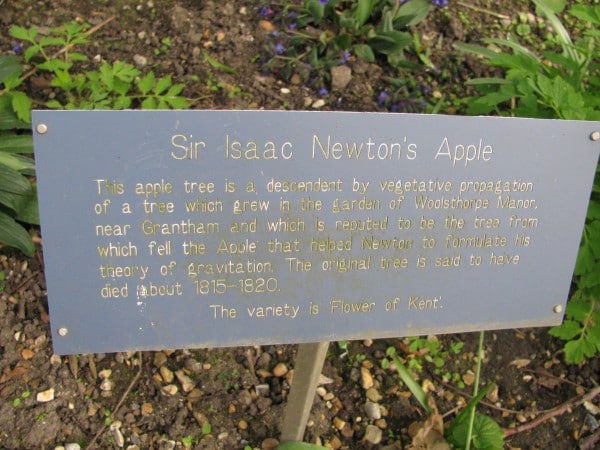 Sir Isaac Newton's Apple
This apple tree is a descendent by vegetative propagation
of a tree which grew in the garden of Woolsthorpe Manor,
near Grantham and which is reputed to be the tree from
which fell the Apple that helped Newton to formulate his
theory of gravitation. The original tree is said to have
died about 1815-1820.
The variety is 'Flower of Kent'.